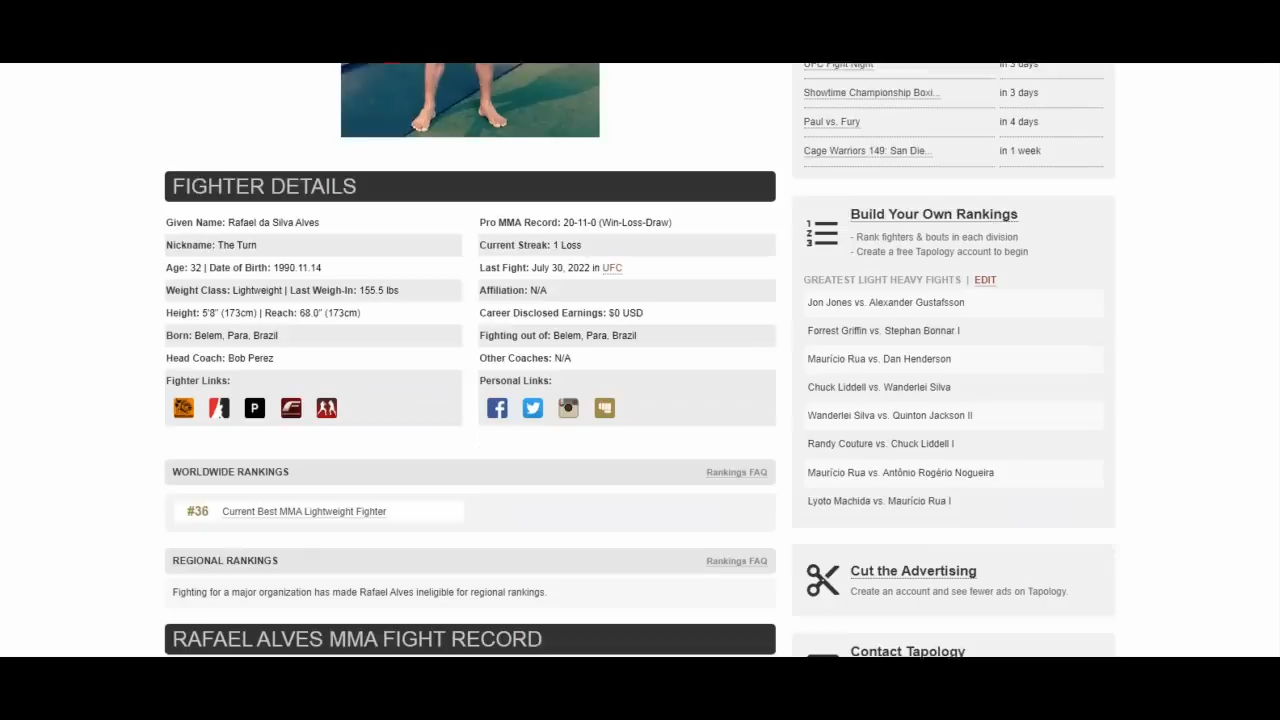 FIGHTER DETAILS
Given Name: Rafael da Silva Alves
Nickname: The Turn
Age: 32 | Date of Birth: 1990.11.14
Weight Class: Lightweight | Last Weigh-In: 155.5 lbs
Height: 5'8" (173cm) | Reach: 68.0" (173cm)
Born: Belem, Para, Brazil
Head Coach: Bob Perez
Fighter Links:
Pro MMA Record: 20-11-0 (Win-Loss-Draw)
Current Streak: 1 Loss
Last Fight: July 30, 2022 in UFC
Affiliation: N/A
Career Disclosed Earnings: $0 USD
Fighting out of: Belem, Para, Brazil
Other Coaches: N/A
Personal Links:
WORLDWIDE RANKINGS Rankings FAQ
#36 Current Best MMA Lightweight Fighter
REGIONAL RANKINGS Rankings FAQ
Fighting for a major organization has made Rafael Alves ineligible for regional rankings.
RAFAEL ALVES MMA FIGHT RECORD
UFC Fight Night in 3 days
Showtime Championship Boxi... in 3 days
Paul vs. Fury in 4 days
Cage Warriors 149: San Die... in 1 week
Build Your Own Rankings
- Rank fighters & bouts in each division
- Create a free Tapology account to begin
GREATEST LIGHT HEAVY FIGHTS | EDIT
Jon Jones vs. Alexander Gustafsson
Forrest Griffin vs. Stephan Bonnar I
Maurício Rua vs. Dan Henderson
Chuck Liddell vs. Wanderlei Silva
Wanderlei Silva vs. Quinton Jackson II
Randy Couture vs. Chuck Liddell I
Maurício Rua vs. Antônio Rogério Nogueira
Lyoto Machida vs. Maurício Rua I
Cut the Advertising
Create an account and see fewer ads on Tapology.
Contact Tapology